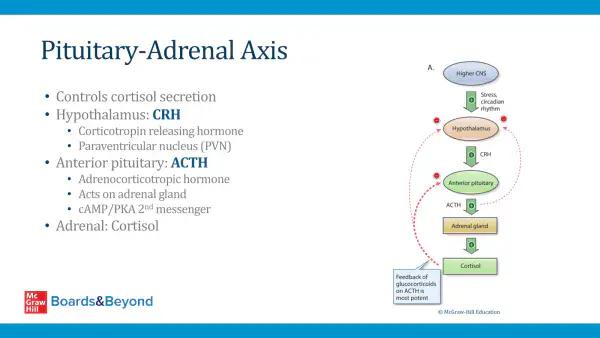 Pituitary-Adrenal Axis
• Controls cortisol secretion
• Hypothalamus: CRH
• Corticotropin releasing hormone
• Paraventricular nucleus (PVN)
• Anterior pituitary: ACTH
• Adrenocorticotropic hormone
• Acts on adrenal gland
• cAMP/PKA 2nd messenger
• Adrenal: Cortisol
A.
Higher CNS
Stress,
circadian
rhythm
Hypothalamus
CRH
Anterior pituitary
ACTH
Adrenal gland
Cortisol
Feedback of
glucocorticoids
on ACTH is
most potent
© McGraw-Hill Education
Mc
Graw
Hill
Boards&Beyond